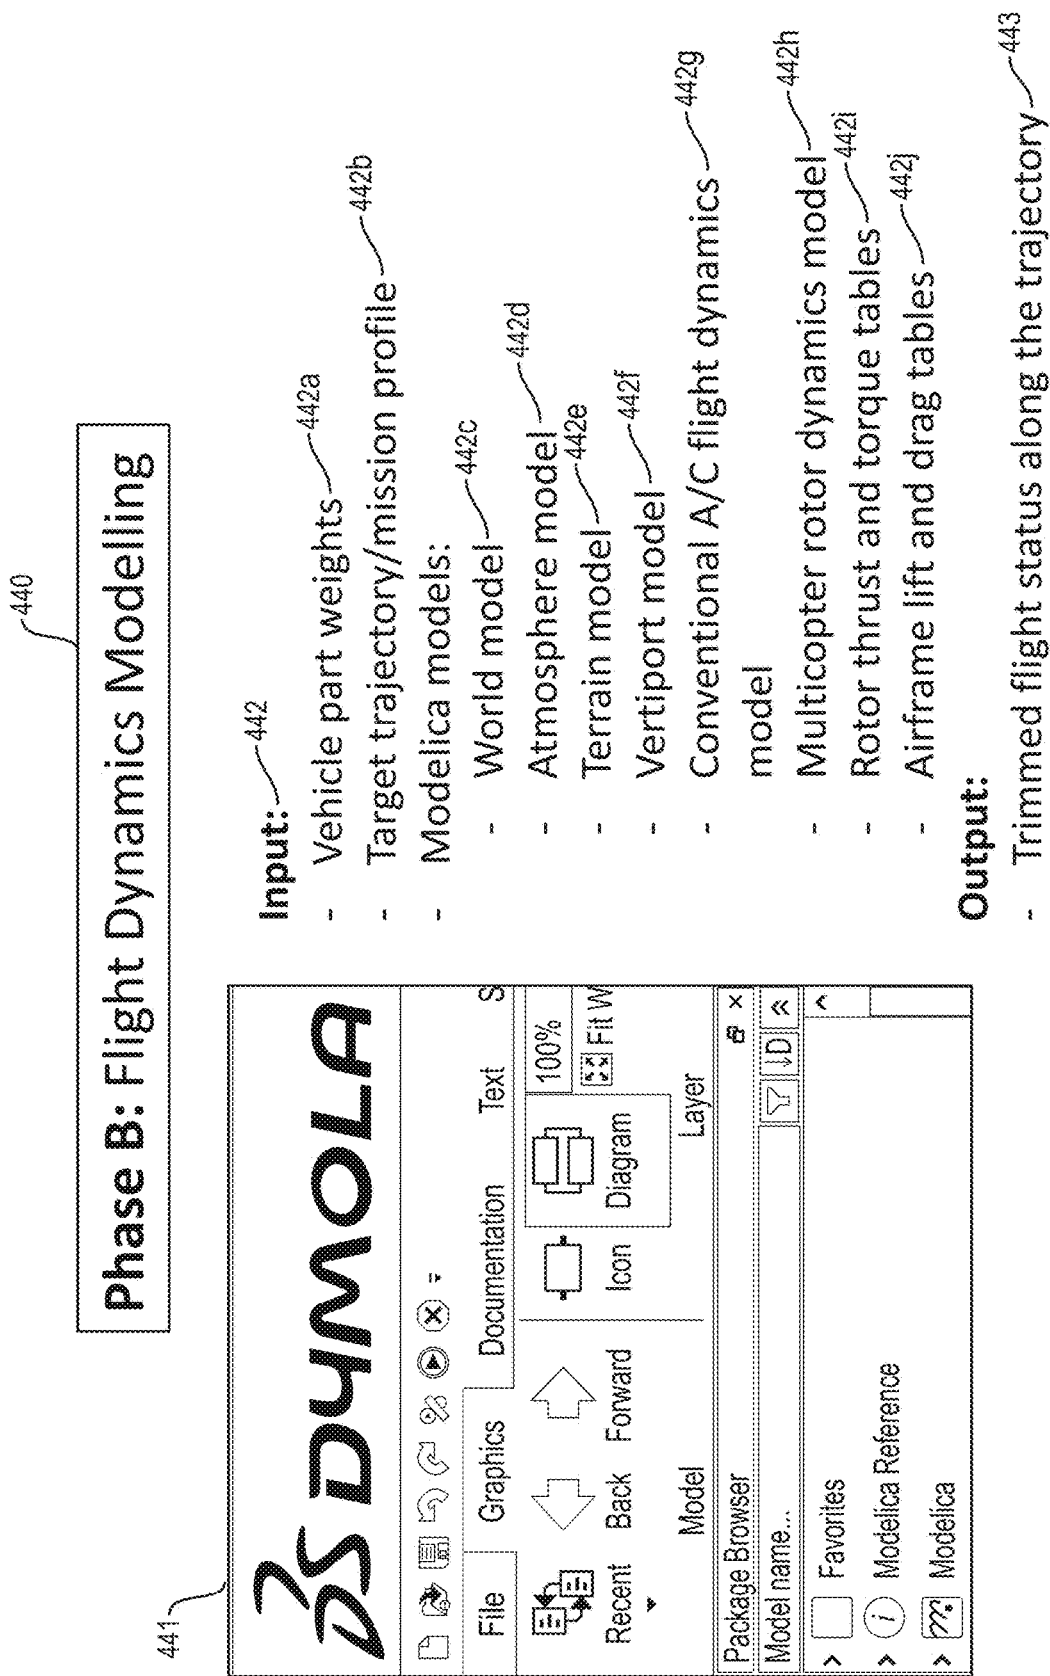 440
Phase B: Flight Dynamics Modelling
441
DS DYMOLA
File Graphics Documentation Text S
Recent Back Forward Icon Diagram 100% Fit W
Model Layer
Package Browser
Model name...
D
Favorites
i Modelica Reference
Modelica
Input: 442
- Vehicle part weights 442a
- Target trajectory/mission profile 442b
- Modelica models:
- World model 442c
- Atmosphere model 442d
- Terrain model 442e
- Vertiport model 442f
- Conventional A/C flight dynamics 442g
model
- Multicopter rotor dynamics model 442h
- Rotor thrust and torque tables 442i
- Airframe lift and drag tables 442j
Output:
- Trimmed flight status along the trajectory 443